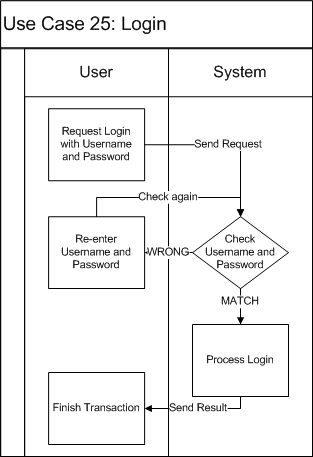 Use Case 25: Login
User
System
Request Login
with Username
and Password
Send Request
Check again
Re-enter
Username and
Password
WRONG
Check
Username and
Password
MATCH
Process Login
Finish Transaction
Send Result